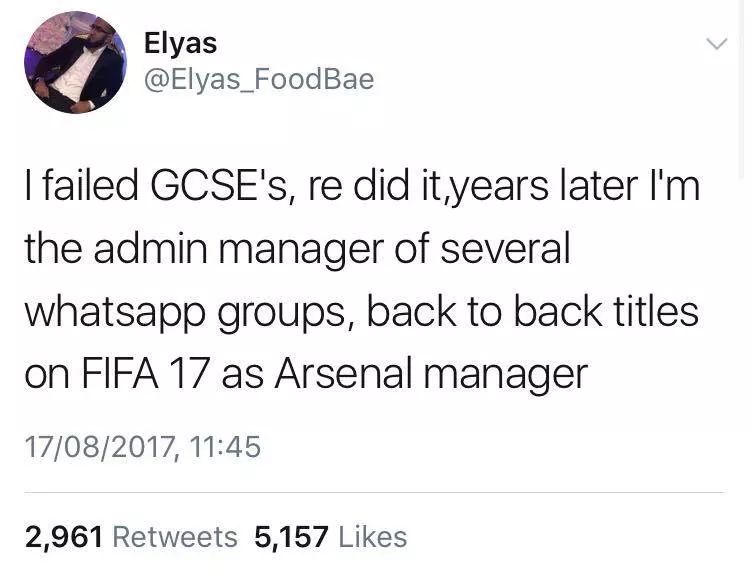 Elyas
@Elyas_FoodBae
I failed GCSE's, re did it,years later I'm
the admin manager of several
whatsapp groups, back to back titles
on FIFA 17 as Arsenal manager
17/08/2017, 11:45
2,961 Retweets 5,157 Likes